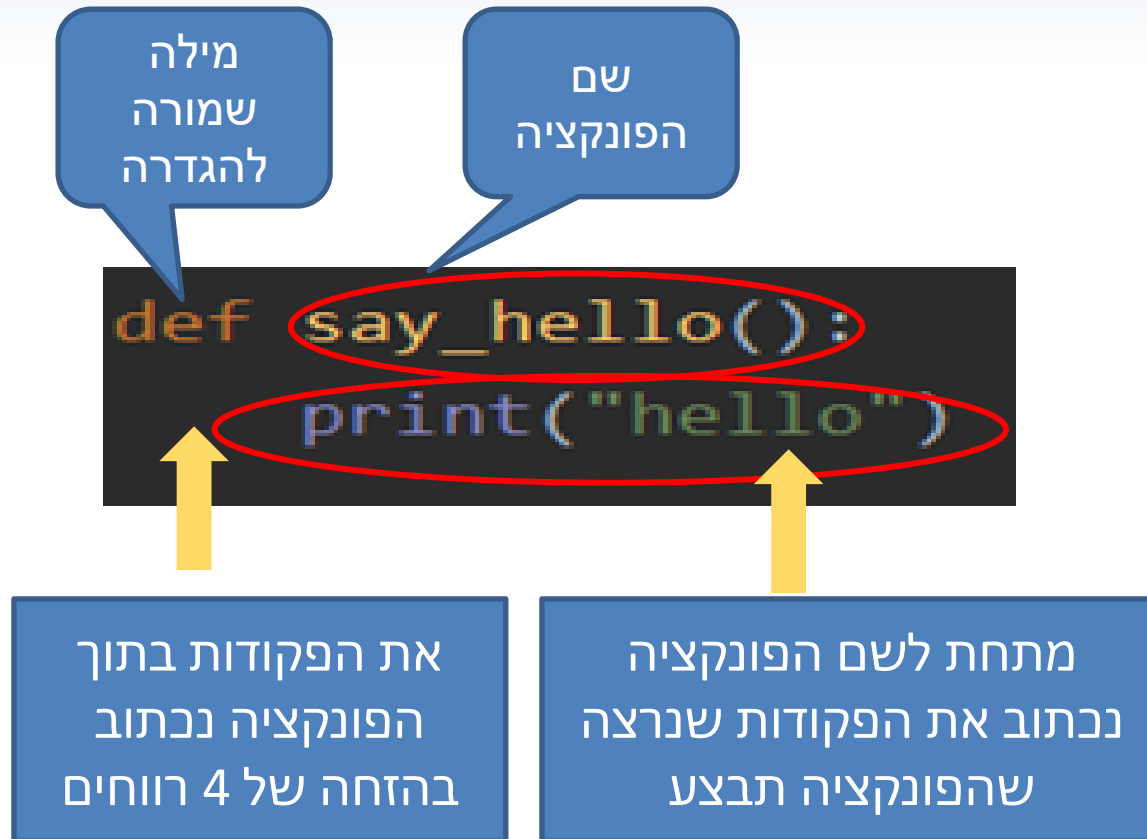 מילה
שמורה
להגדרה
שם
הפונקציה
def say_hello():
    print("hello")
את הפקודות בתוך
הפונקציה נכתוב
בהזחה של 4 רווחים
מתחת לשם הפונקציה
נכתוב את הפקודות שנרצה
שהפונקציה תבצע